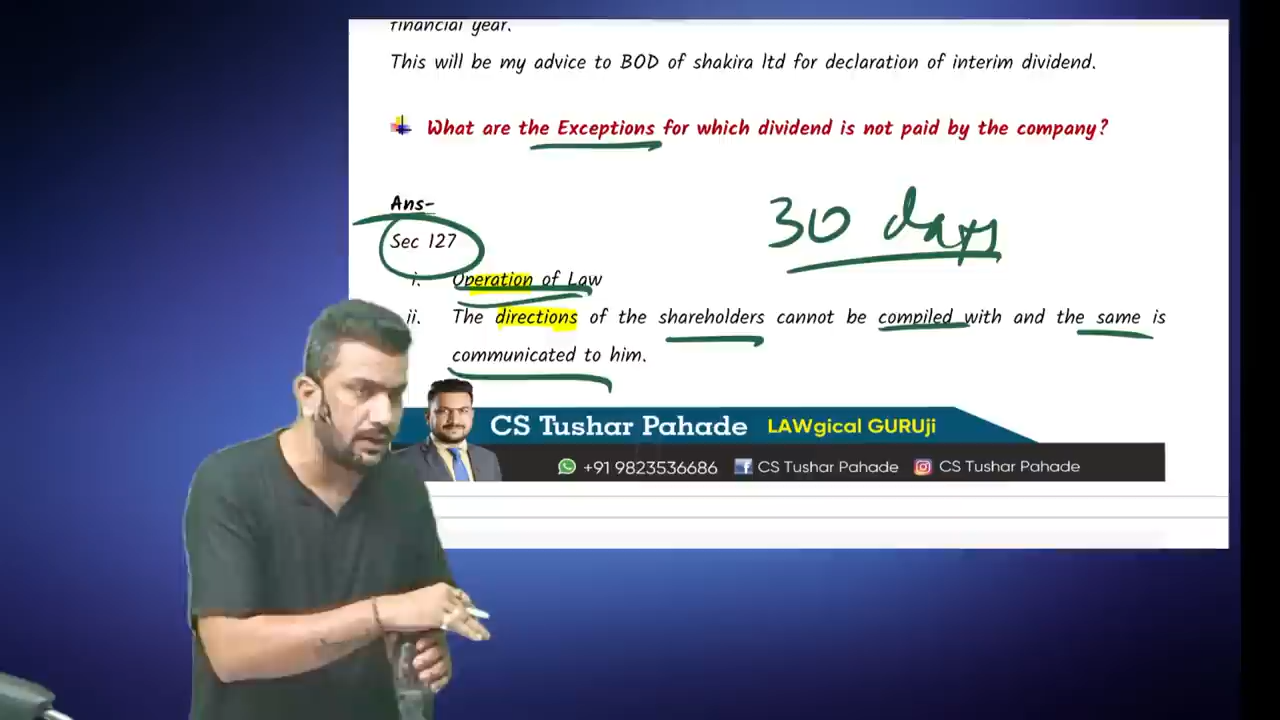 financial year.
This will be my advice to BOD of shakira ltd for declaration of interim dividend.
What are the Exceptions for which dividend is not paid by the company?
Ans-
30 days
Sec 127
i. Operation of Law
ii. The directions of the shareholders cannot be compiled with and the same is
communicated to him.
CS Tushar Pahade LAWgical GURUji
+91 9823536686 CS Tushar Pahade CS Tushar Pahade